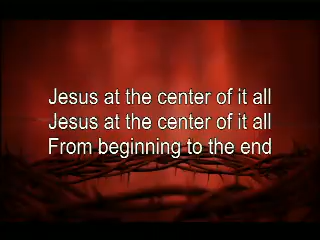 Jesus at the center of it all
Jesus at the center of it all
From beginning to the end